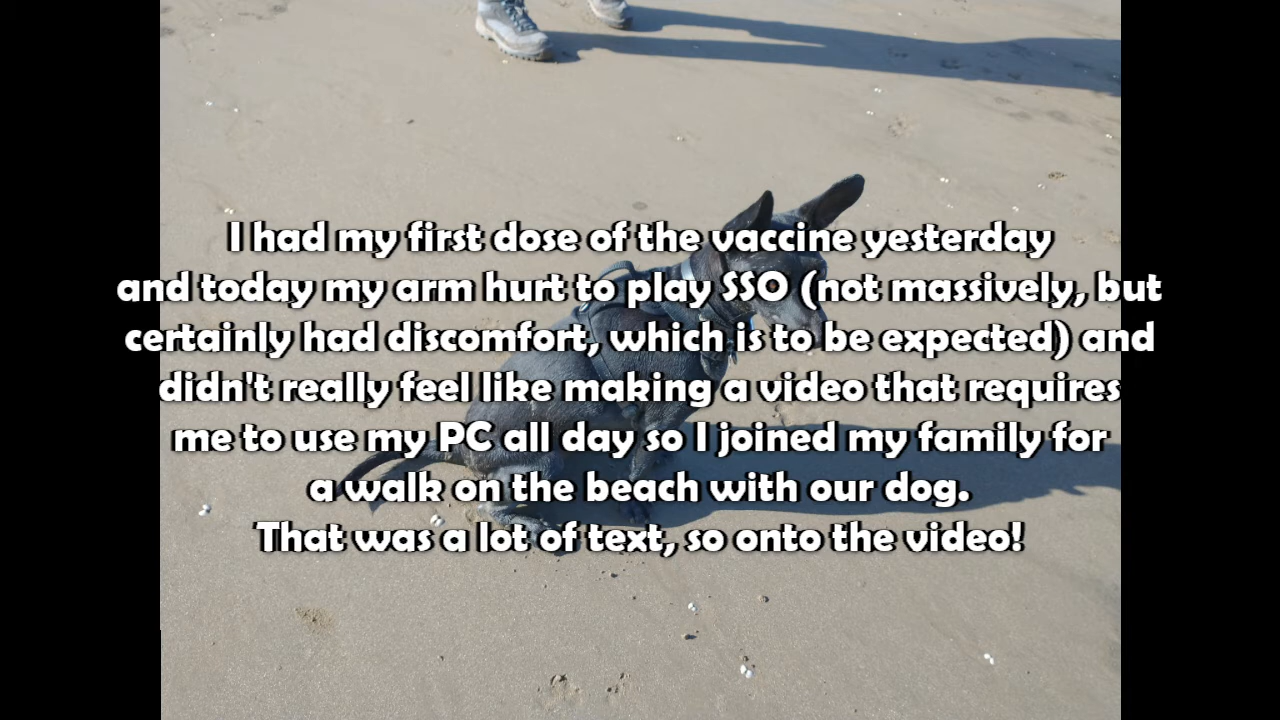 I had my first dose of the vaccine yesterday
and today my arm hurt to play SSO (not massively, but
certainly had discomfort, which is to be expected) and
didn't really feel like making a video that requires
me to use my PC all day so I joined my family for
a walk on the beach with our dog.
That was a lot of text, so onto the video!